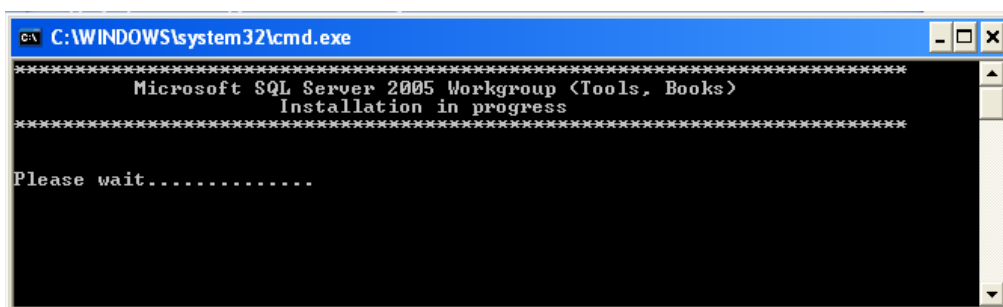 C:\WINDOWS\system32\cmd.exe
***************************************************************************
Microsoft SQL Server 2005 Workgroup (Tools, Books)
Installation in progress
***************************************************************************
Please wait..............